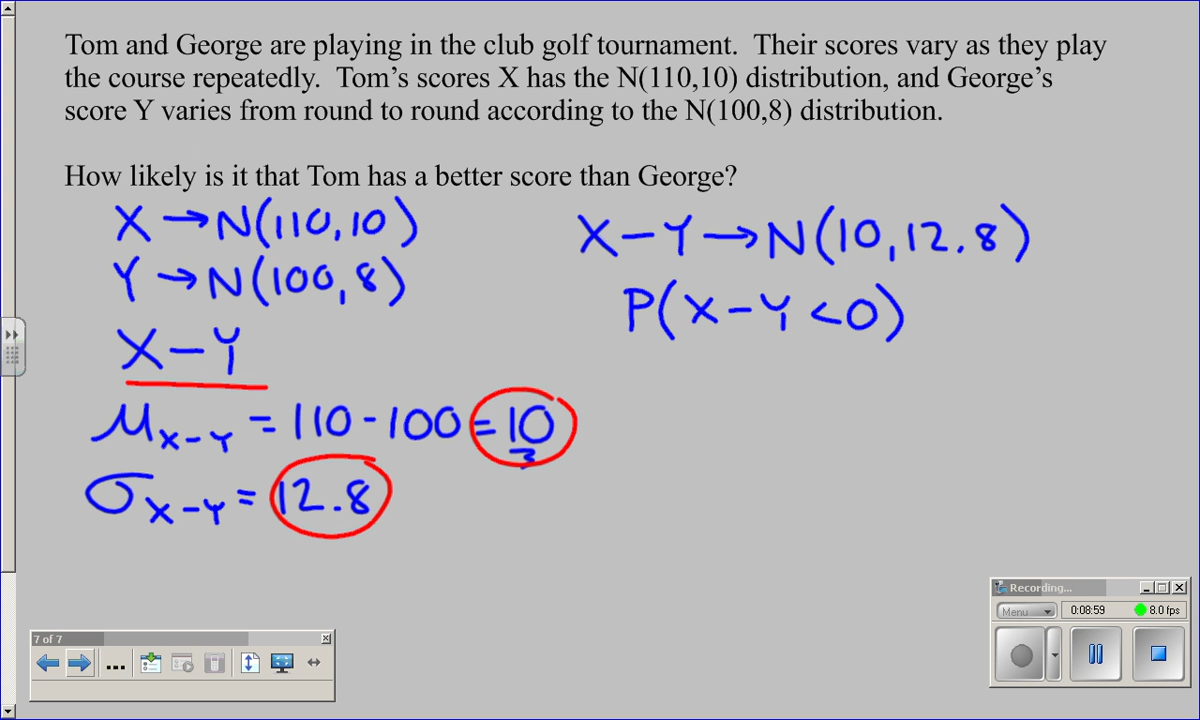 Tom and George are playing in the club golf tournament.  Their scores vary as they play
the course repeatedly.  Tom's scores X has the N(110,10) distribution, and George's
score Y varies from round to round according to the N(100,8) distribution.
How likely is it that Tom has a better score than George?
X → N(110,10)
Y → N(100,8)
X - Y
μX-Y = 110 - 100 = 10
σX-Y = 12.8
X - Y → N(10,12.8)
P(X - Y < 0)
Recording...
Menu 0:08:59 8.0 fps
7 of 7